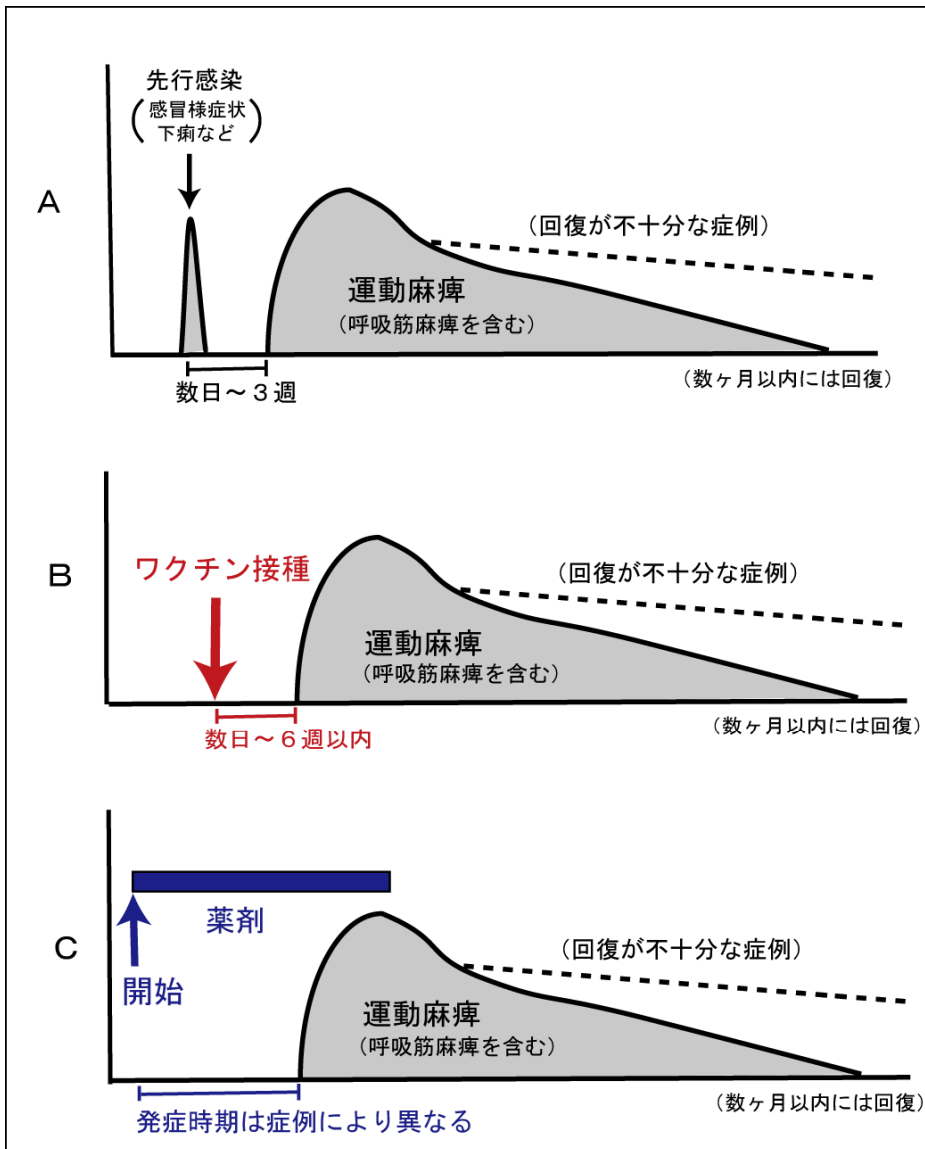 先行感染
感冒様症状
下痢など
A
(回復が不十分な症例)
運動麻痺
(呼吸筋麻痺を含む)
数日～３週
(数ヶ月以内には回復)
B
ワクチン接種
(回復が不十分な症例)
運動麻痺
(呼吸筋麻痺を含む)
数日～６週以内
(数ヶ月以内には回復)
C
薬剤
開始
(回復が不十分な症例)
運動麻痺
(呼吸筋麻痺を含む)
発症時期は症例により異なる
(数ヶ月以内には回復)